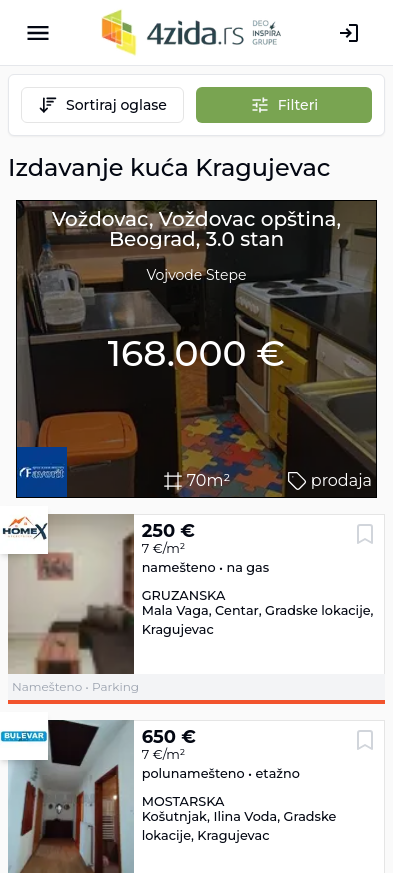 4zida.rs
DEO
INSPIRA
GRUPE
Sortiraj oglase
Filteri
Izdavanje kuća Kragujevac
Voždovac, Voždovac opština,
Beograd, 3.0 stan
Vojvode Stepe
168.000 €
Favorit
70m²
prodaja
HOMEX
250 €
7 €/m²
namešteno • na gas
GRUZANSKA
Mala Vaga, Centar, Gradske lokacije,
Kragujevac
Namešteno • Parking
BULEVAR
650 €
7 €/m²
polunamešteno • etažno
MOSTARSKA
Košutnjak, Ilina Voda, Gradske
lokacije, Kragujevac